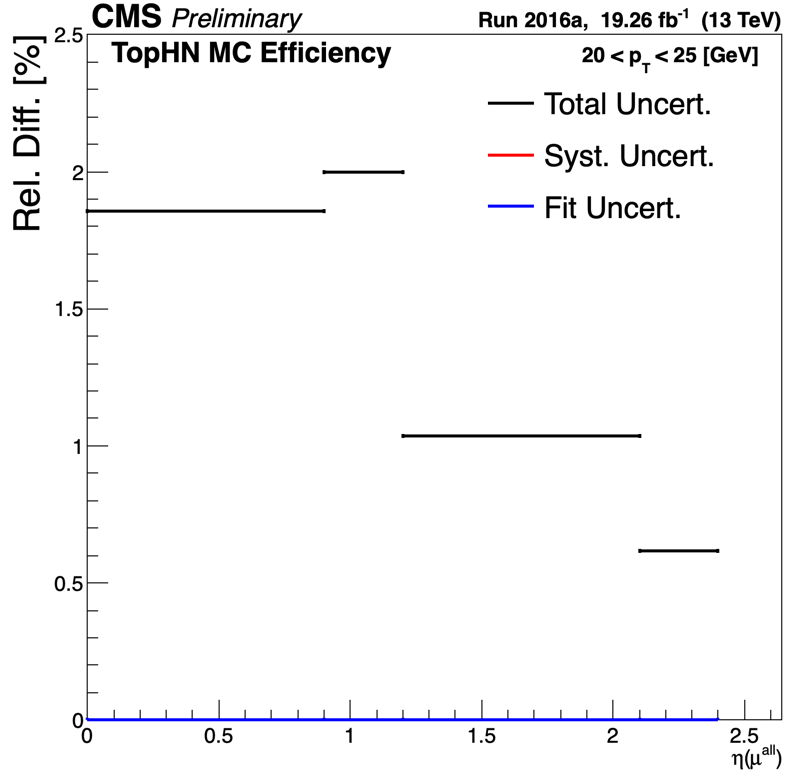 CMS Preliminary
Run 2016a, 19.26 fb⁻¹ (13 TeV)
TopHN MC Efficiency
20 < p_T < 25 [GeV]
Total Uncert.
Syst. Uncert.
Fit Uncert.
Rel. Diff. [%]
2.5
2
1.5
1
0.5
0
0 0.5 1 1.5 2 2.5
η(μ^all)